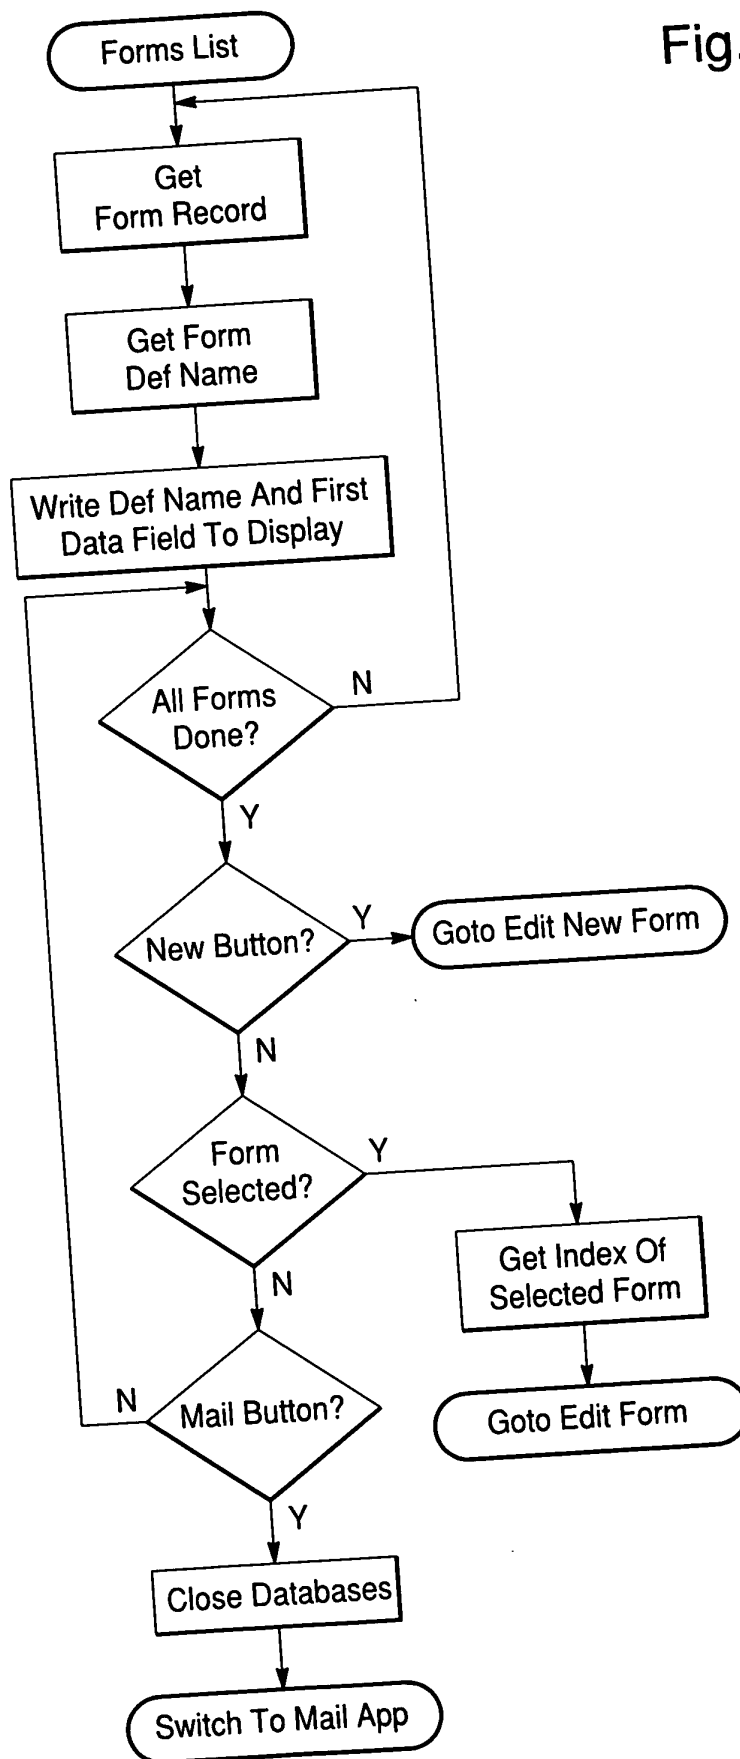 Forms List
Fig.
Get
Form Record
Get Form
Def Name
Write Def Name And First
Data Field To Display
All Forms
Done?
N
Y
New Button?
Y
Goto Edit New Form
N
Form
Selected?
Y
Get Index Of
Selected Form
N
Mail Button?
N
Goto Edit Form
Y
Close Databases
Switch To Mail App